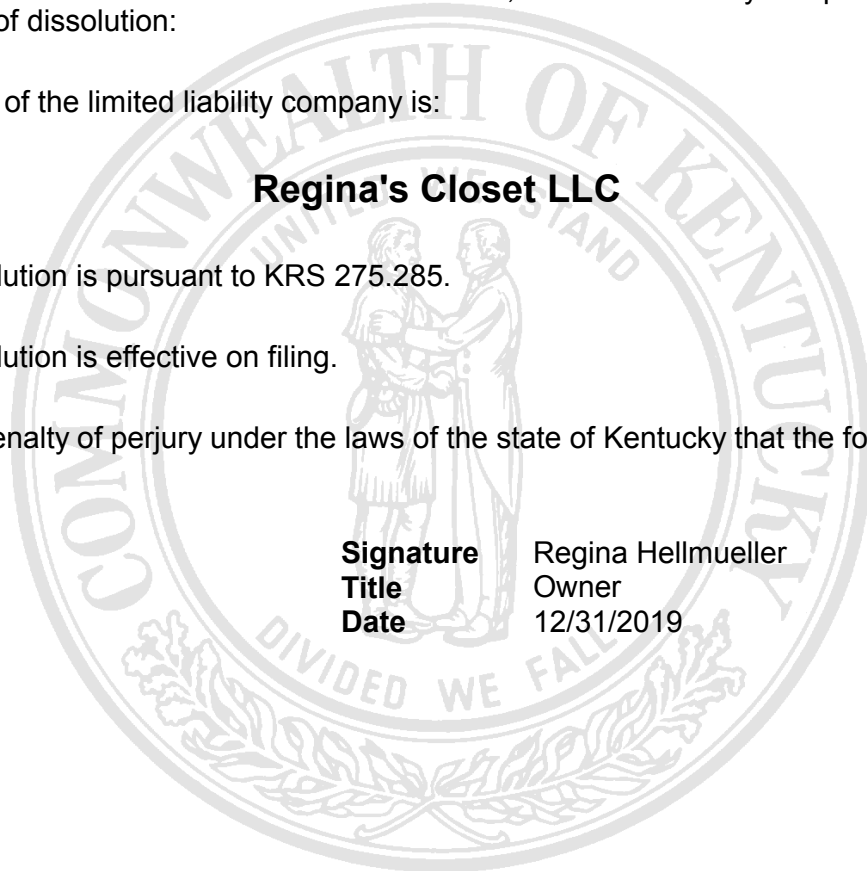 of dissolution:
of the limited liability company is:
Regina's Closet LLC
lution is pursuant to KRS 275.285.
lution is effective on filing.
enalty of perjury under the laws of the state of Kentucky that the fo
Signature Regina Hellmueller
Title Owner
Date 12/31/2019
COMMONWEALTH OF KENTUCKY
UNITED WE STAND
DIVIDED WE FALL